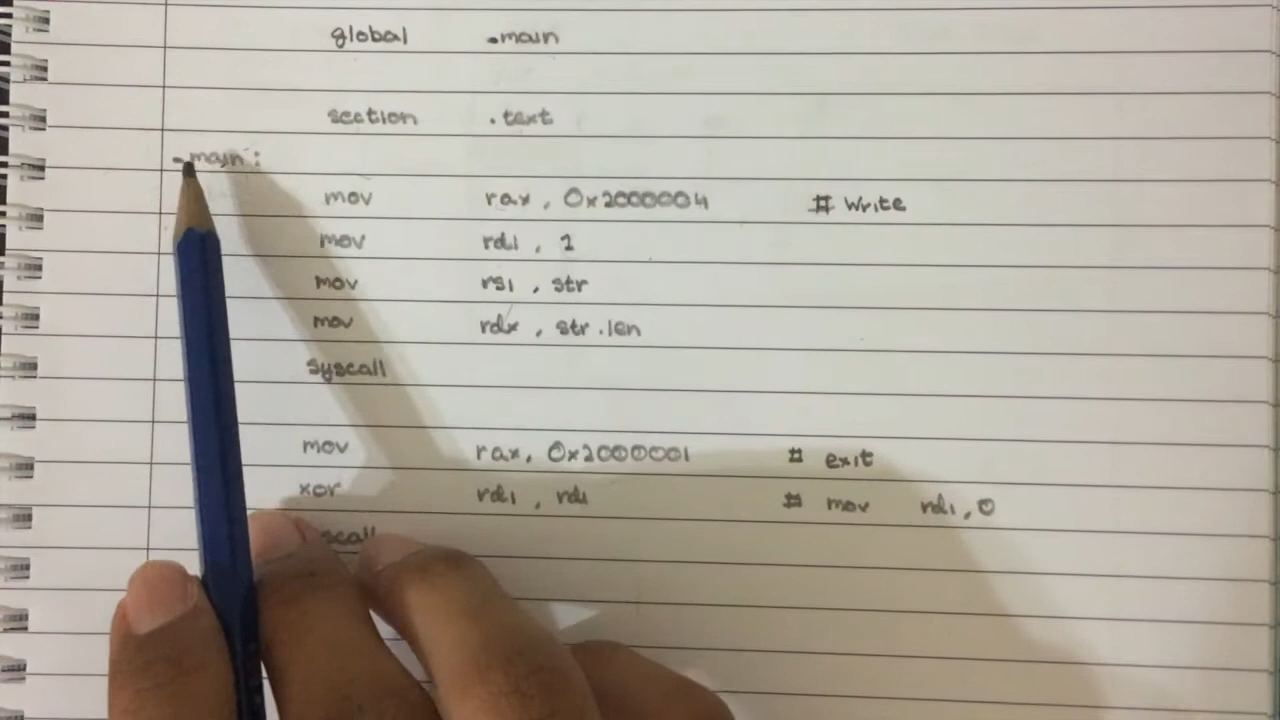 global _main
section .text
_main:
mov rax, 0x2000004 # write
mov rdi, 1
mov rsi, str
mov rdx, str.len
syscall
mov rax, 0x2000001 # exit
xor rdi, rdi # mov rdi, 0
scall